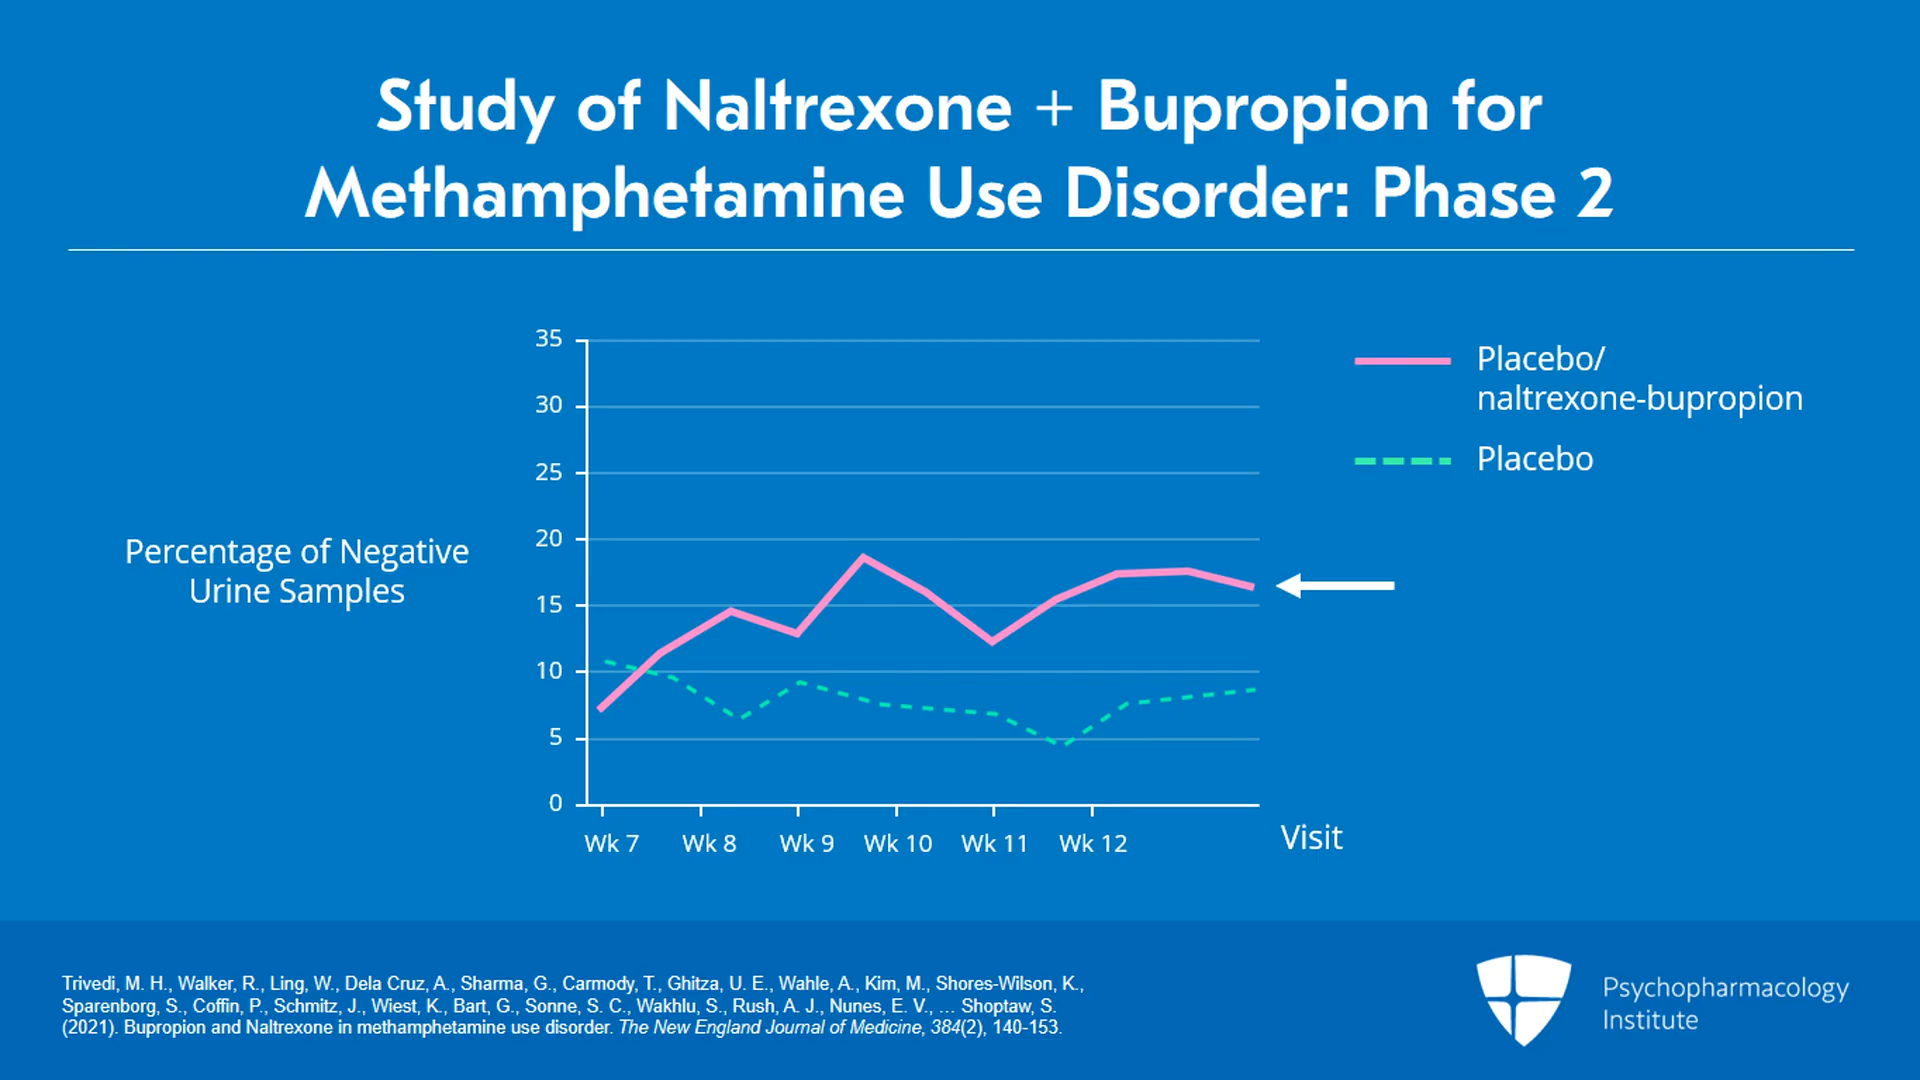 Study of Naltrexone + Bupropion for
Methamphetamine Use Disorder: Phase 2
35
30
25
20
15
10
5
0
Percentage of Negative
Urine Samples
Wk 7
Wk 8
Wk 9
Wk 10
Wk 11
Wk 12
Visit
Placebo/
naltrexone-bupropion
Placebo
Trivedi, M. H., Walker, R., Ling, W., Dela Cruz, A., Sharma, G., Carmody, T., Ghitza, U. E., Wahle, A., Kim, M., Shores-Wilson, K.,
Sparenborg, S., Coffin, P., Schmitz, J., Wiest, K., Bart, G., Sonne, S. C., Wakhlu, S., Rush, A. J., Nunes, E. V., ... Shoptaw, S.
(2021). Bupropion and Naltrexone in methamphetamine use disorder. The New England Journal of Medicine, 384(2), 140-153.
Psychopharmacology
Institute